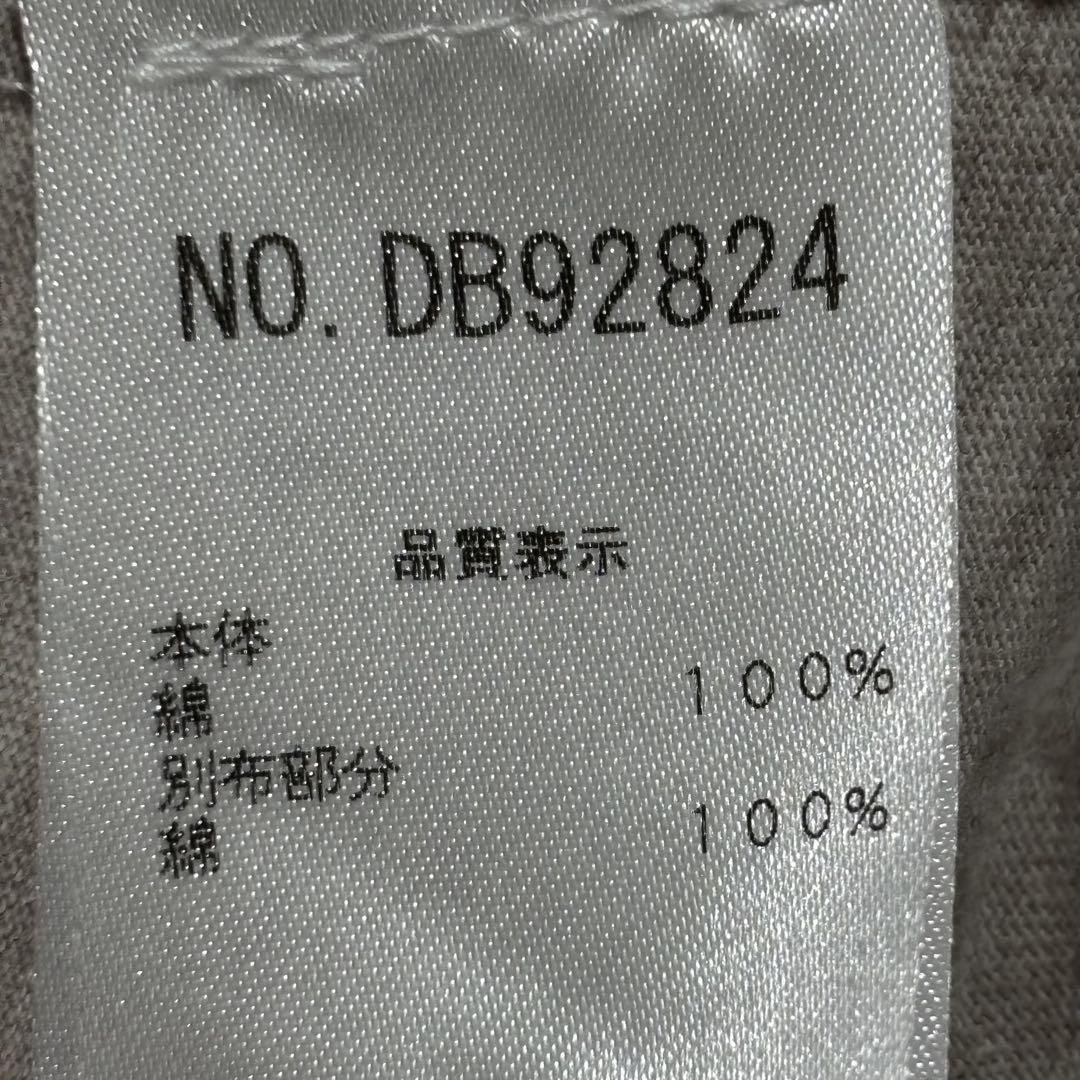 NO. DB92824
品質表示
本体
綿 100%
別布部分
綿 100%